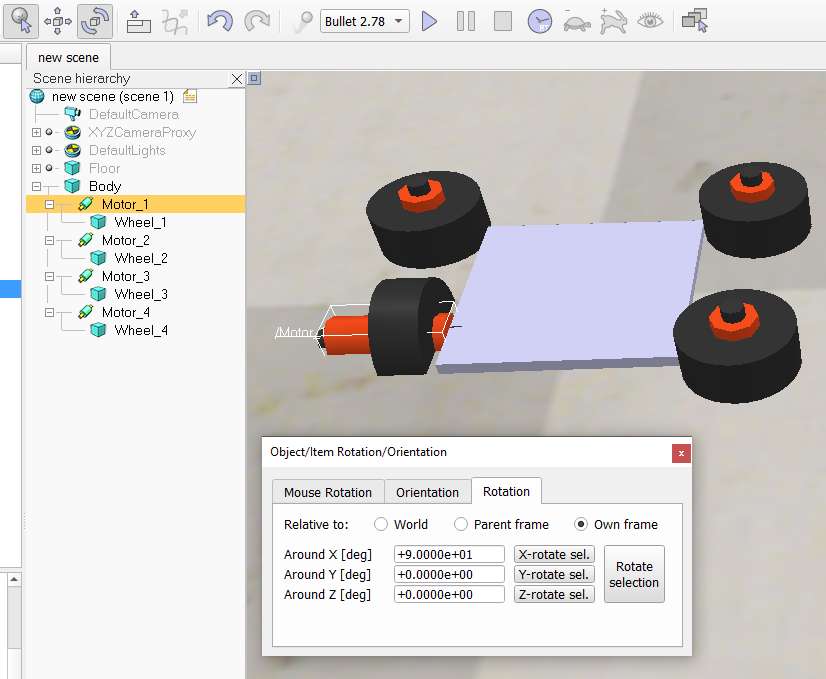 Bullet 2.78
new scene
Scene hierarchy
new scene (scene 1)
DefaultCamera
XYZCameraProxy
DefaultLights
Floor
Body
Motor_1
Wheel_1
Motor_2
Wheel_2
Motor_3
Wheel_3
Motor_4
Wheel_4
/Motor_
Object/Item Rotation/Orientation
x
Mouse Rotation Orientation Rotation
Relative to: World Parent frame Own frame
Around X [deg] +9.0000e+01 X-rotate sel.
Around Y [deg] +0.0000e+00 Y-rotate sel.
Around Z [deg] +0.0000e+00 Z-rotate sel.
Rotate
selection